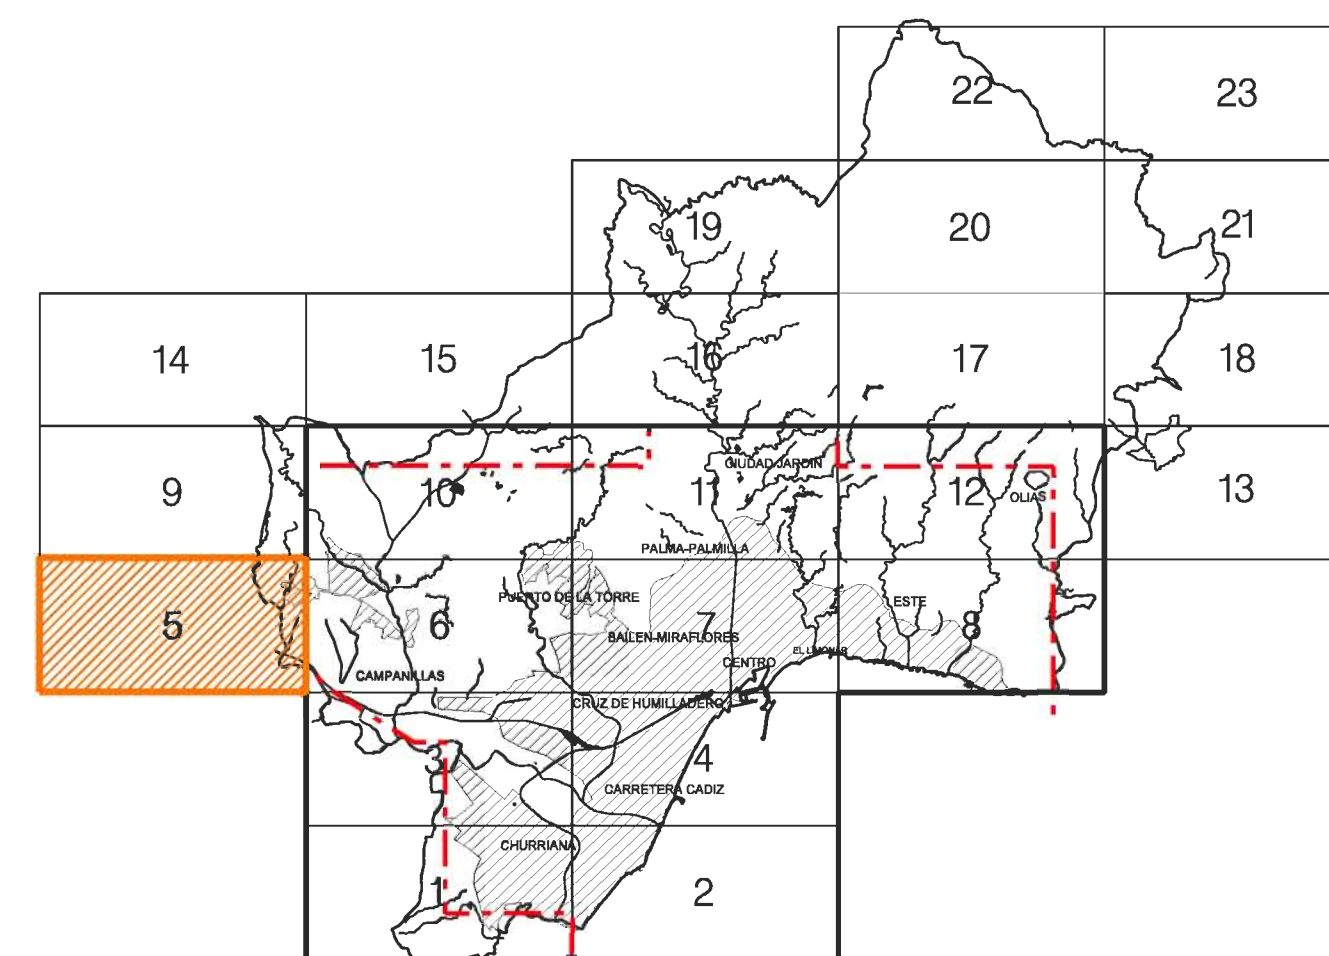 22
23
19
20
21
14
15
16
17
18
CIUDAD JARDIN
9
10
11
12
13
OLIAS
PALMA-PALMILLA
PUERTO DE LA TORRE
ESTE
5
6
7
8
BAILEN-MIRAFLORES
EL LIMONAR
CENTRO
CAMPANILLAS
CRUZ DE HUMILLADERO
3
4
CARRETERA CADIZ
CHURRIANA
1
2